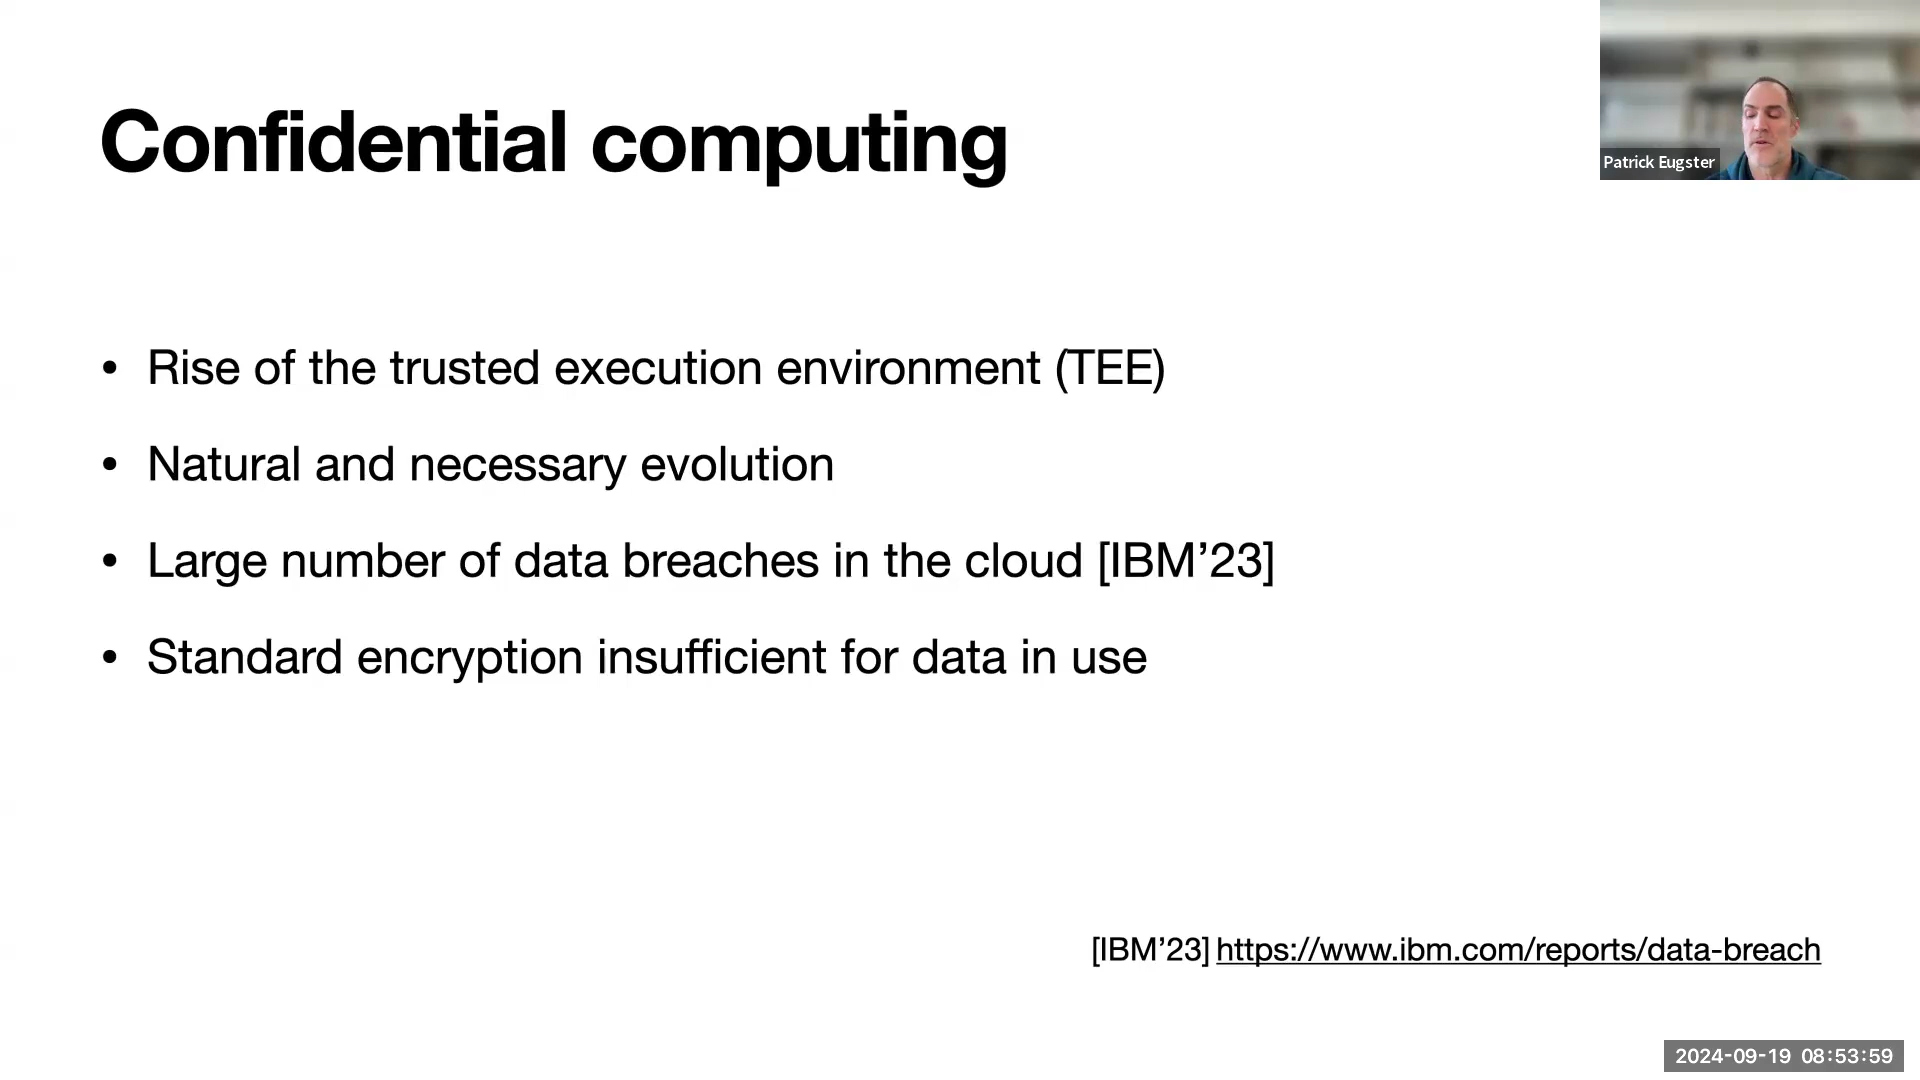 Confidential computing
Patrick Eugster
• Rise of the trusted execution environment (TEE)
• Natural and necessary evolution
• Large number of data breaches in the cloud [IBM’23]
• Standard encryption insufficient for data in use
[IBM’23] https://www.ibm.com/reports/data-breach
2024-09-19 08:53:59